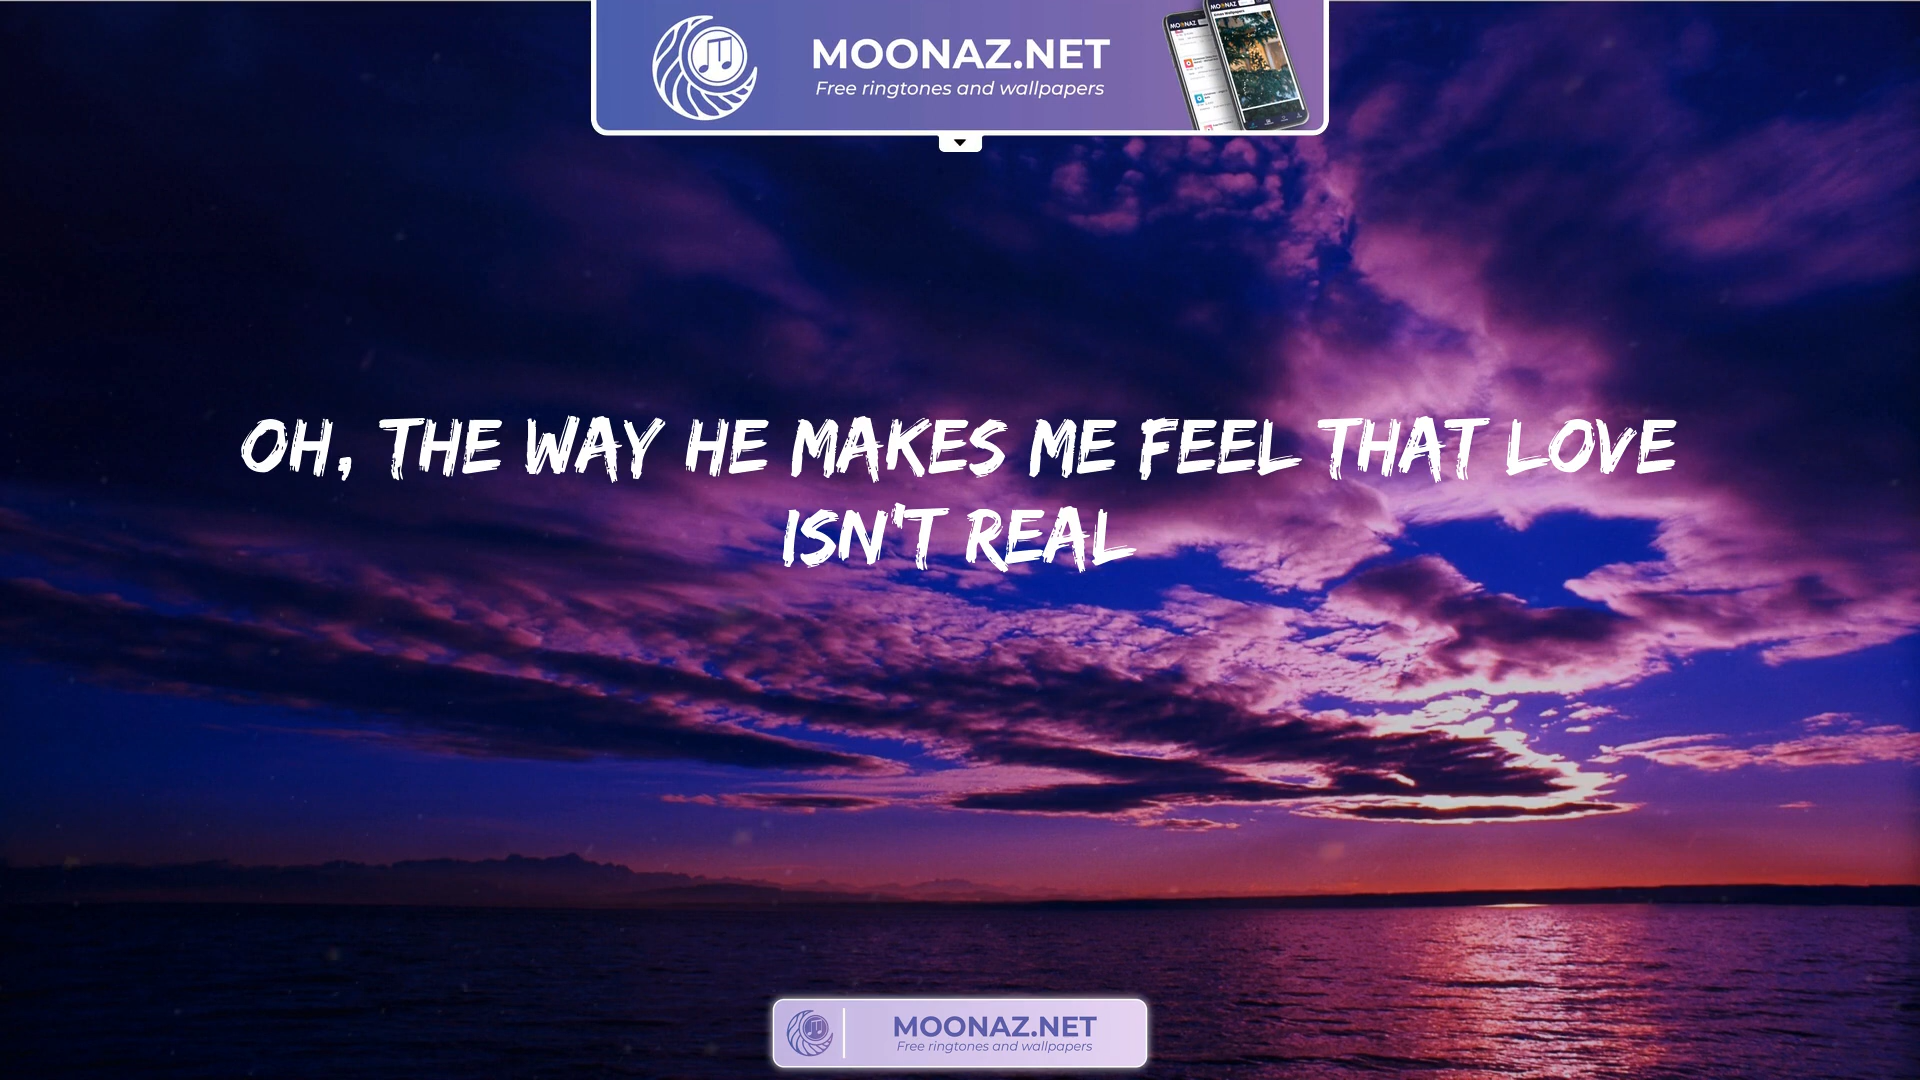 MOONAZ.NET
Free ringtones and wallpapers
OH, THE WAY HE MAKES ME FEEL THAT LOVE
ISN'T REAL
MOONAZ.NET
Free ringtones and wallpapers